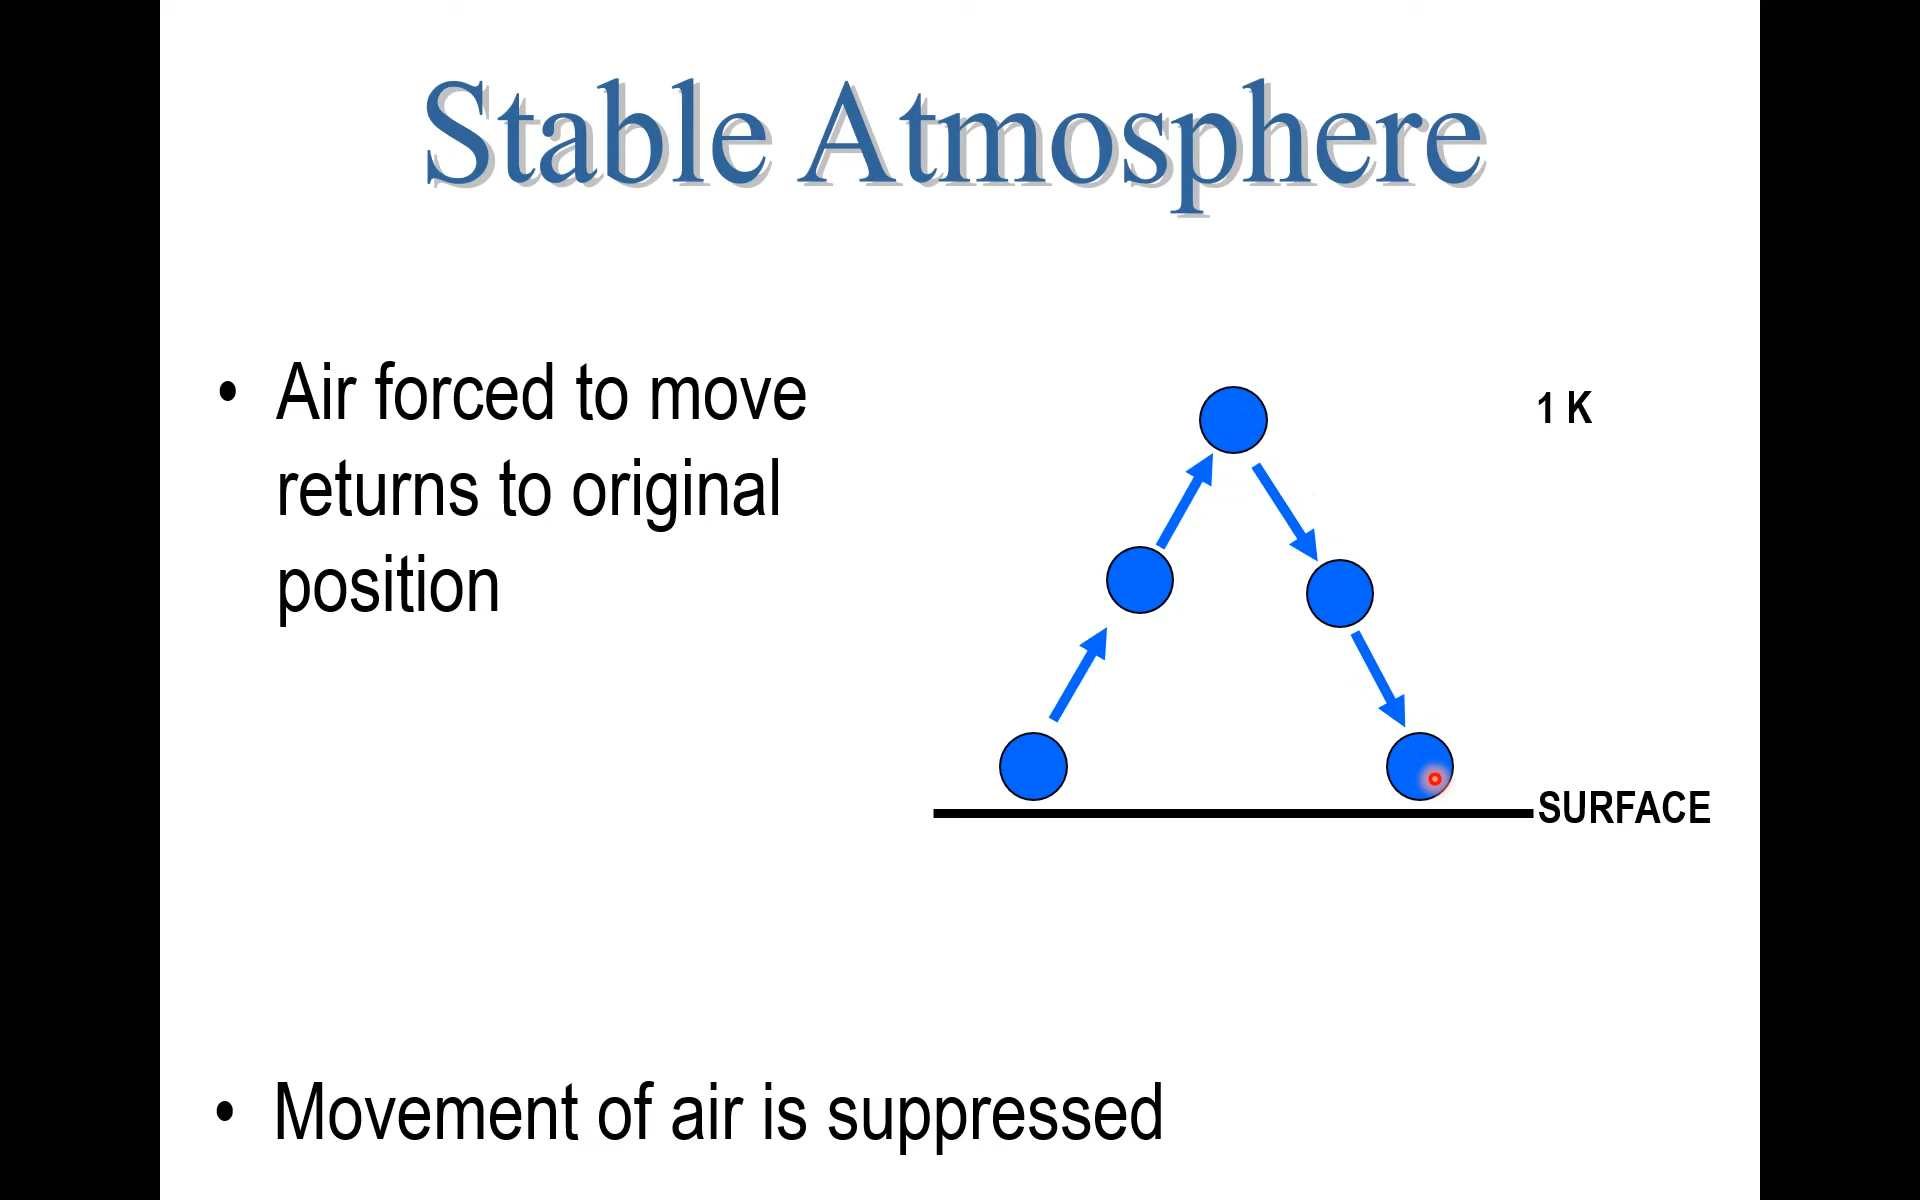 Stable Atmosphere
• Air forced to move
returns to original
position
1 K
SURFACE
• Movement of air is suppressed